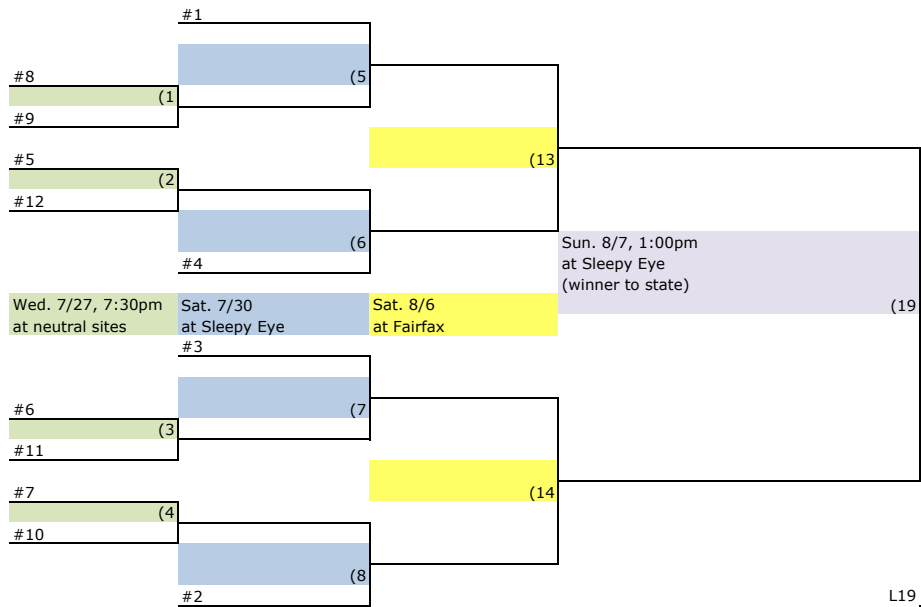 #1
(5
#8
(1
#9
(13
#5
(2
#12
(6
#4
Sun. 8/7, 1:00pm
at Sleepy Eye
(winner to state)
(19
Wed. 7/27, 7:30pm
at neutral sites
Sat. 7/30
at Sleepy Eye
Sat. 8/6
at Fairfax
#3
(7
#6
(3
#11
(14
#7
(4
#10
(8
#2
L19